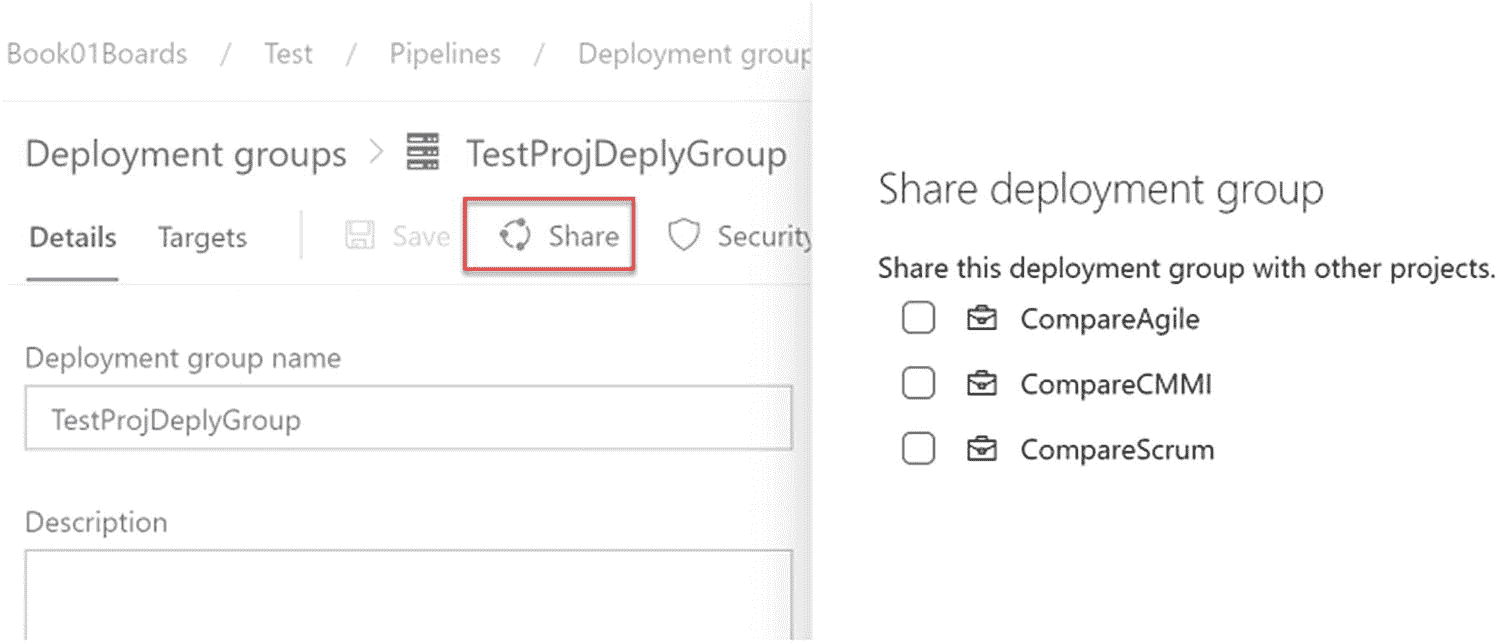 Book01Boards / Test / Pipelines / Deployment group
Deployment groups > TestProjDeplyGroup
Details Targets Save Share Security
Deployment group name
TestProjDeplyGroup
Description
Share deployment group
Share this deployment group with other projects.
CompareAgile
CompareCMMI
CompareScrum